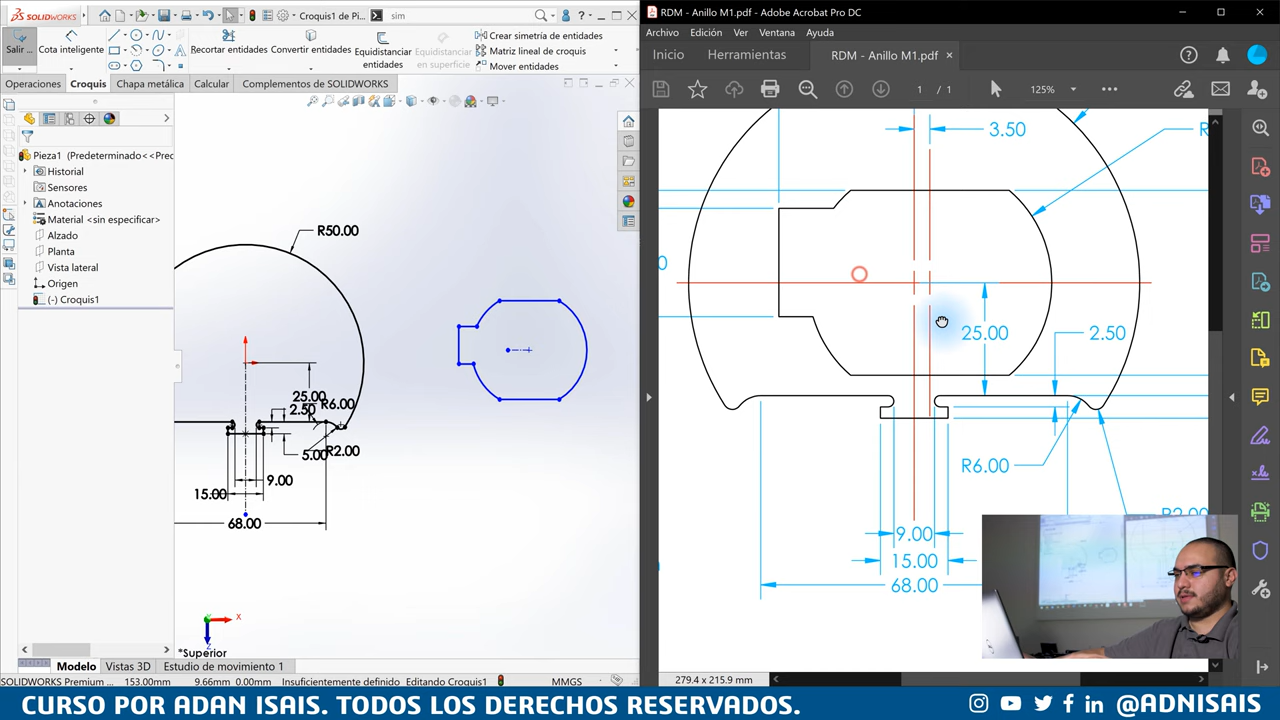 SOLIDWORKS
Croquis1 de Pi...
sim
RDM - Anillo M1.pdf - Adobe Acrobat Pro DC
Archivo Edición Ver Ventana Ayuda
Salir ...
Cota inteligente
Recortar entidades
Convertir entidades
Equidistanciar entidades
Equidistanciar en superficie
Crear simetría de entidades
Matriz lineal de croquis
Mover entidades
Inicio Herramientas RDM - Anillo M1.pdf ×
Operaciones Croquis Chapa metálica Calcular Complementos de SOLIDWORKS
1 / 1 125%
Pieza1 (Predeterminado<<Pred
Historial
Sensores
Anotaciones
Material <sin especificar>
Alzado
Planta
Vista lateral
Origen
(-) Croquis1
R50.00
25.00
R6.00
2.50
5.00
R2.00
9.00
15.00
68.00
X
*Superior
3.50
R
0
25.00
2.50
R6.00
R2.00
9.00
15.00
68.00
Modelo Vistas 3D Estudio de movimiento 1
279.4 x 215.9 mm
SOLIDWORKS Premium ... 153.00mm 9.66mm 0.00mm Insuficientemente definido Editando Croquis1 MMGS
CURSO POR ADAN ISAIS. TODOS LOS DERECHOS RESERVADOS. @ADNISAIS